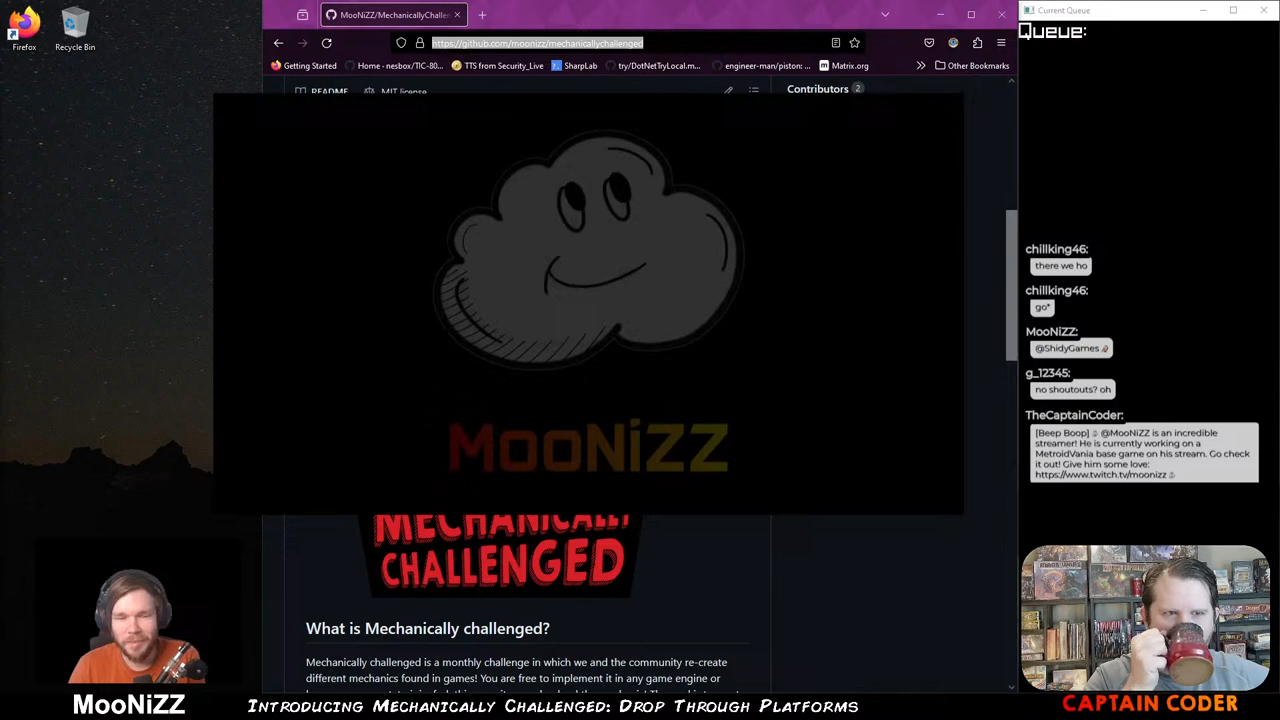 MooNiZZ/MechanicallyChallen
Current Queue
Firefox
Recycle Bin
https://github.com/moonizz/mechanicallychallenged
Queue:
Getting Started
Home - nesbox/TIC-80...
TTS from Security_Live
SharpLab
try/DotNetTryLocal.m...
engineer-man/piston: ...
Matrix.org
Other Bookmarks
README
MIT license
Contributors 2
MooNiZZ
MECHANICALLY
CHALLENGED
What is Mechanically challenged?
Mechanically challenged is a monthly challenge in which we and the community re-create
different mechanics found in games! You are free to implement it in any game engine or
chillking46:
there we ho
chillking46:
go*
MooNiZZ:
@ShidyGames
g_12345:
no shoutouts? oh
TheCaptainCoder:
[Beep Boop] @MooNiZZ is an incredible
streamer! He is currently working on a
MetroidVania base game on his stream. Go check
it out! Give him some love:
https://www.twitch.tv/moonizz
MooNiZZ
Introducing Mechanically Challenged: Drop Through Platforms
CAPTAIN CODER